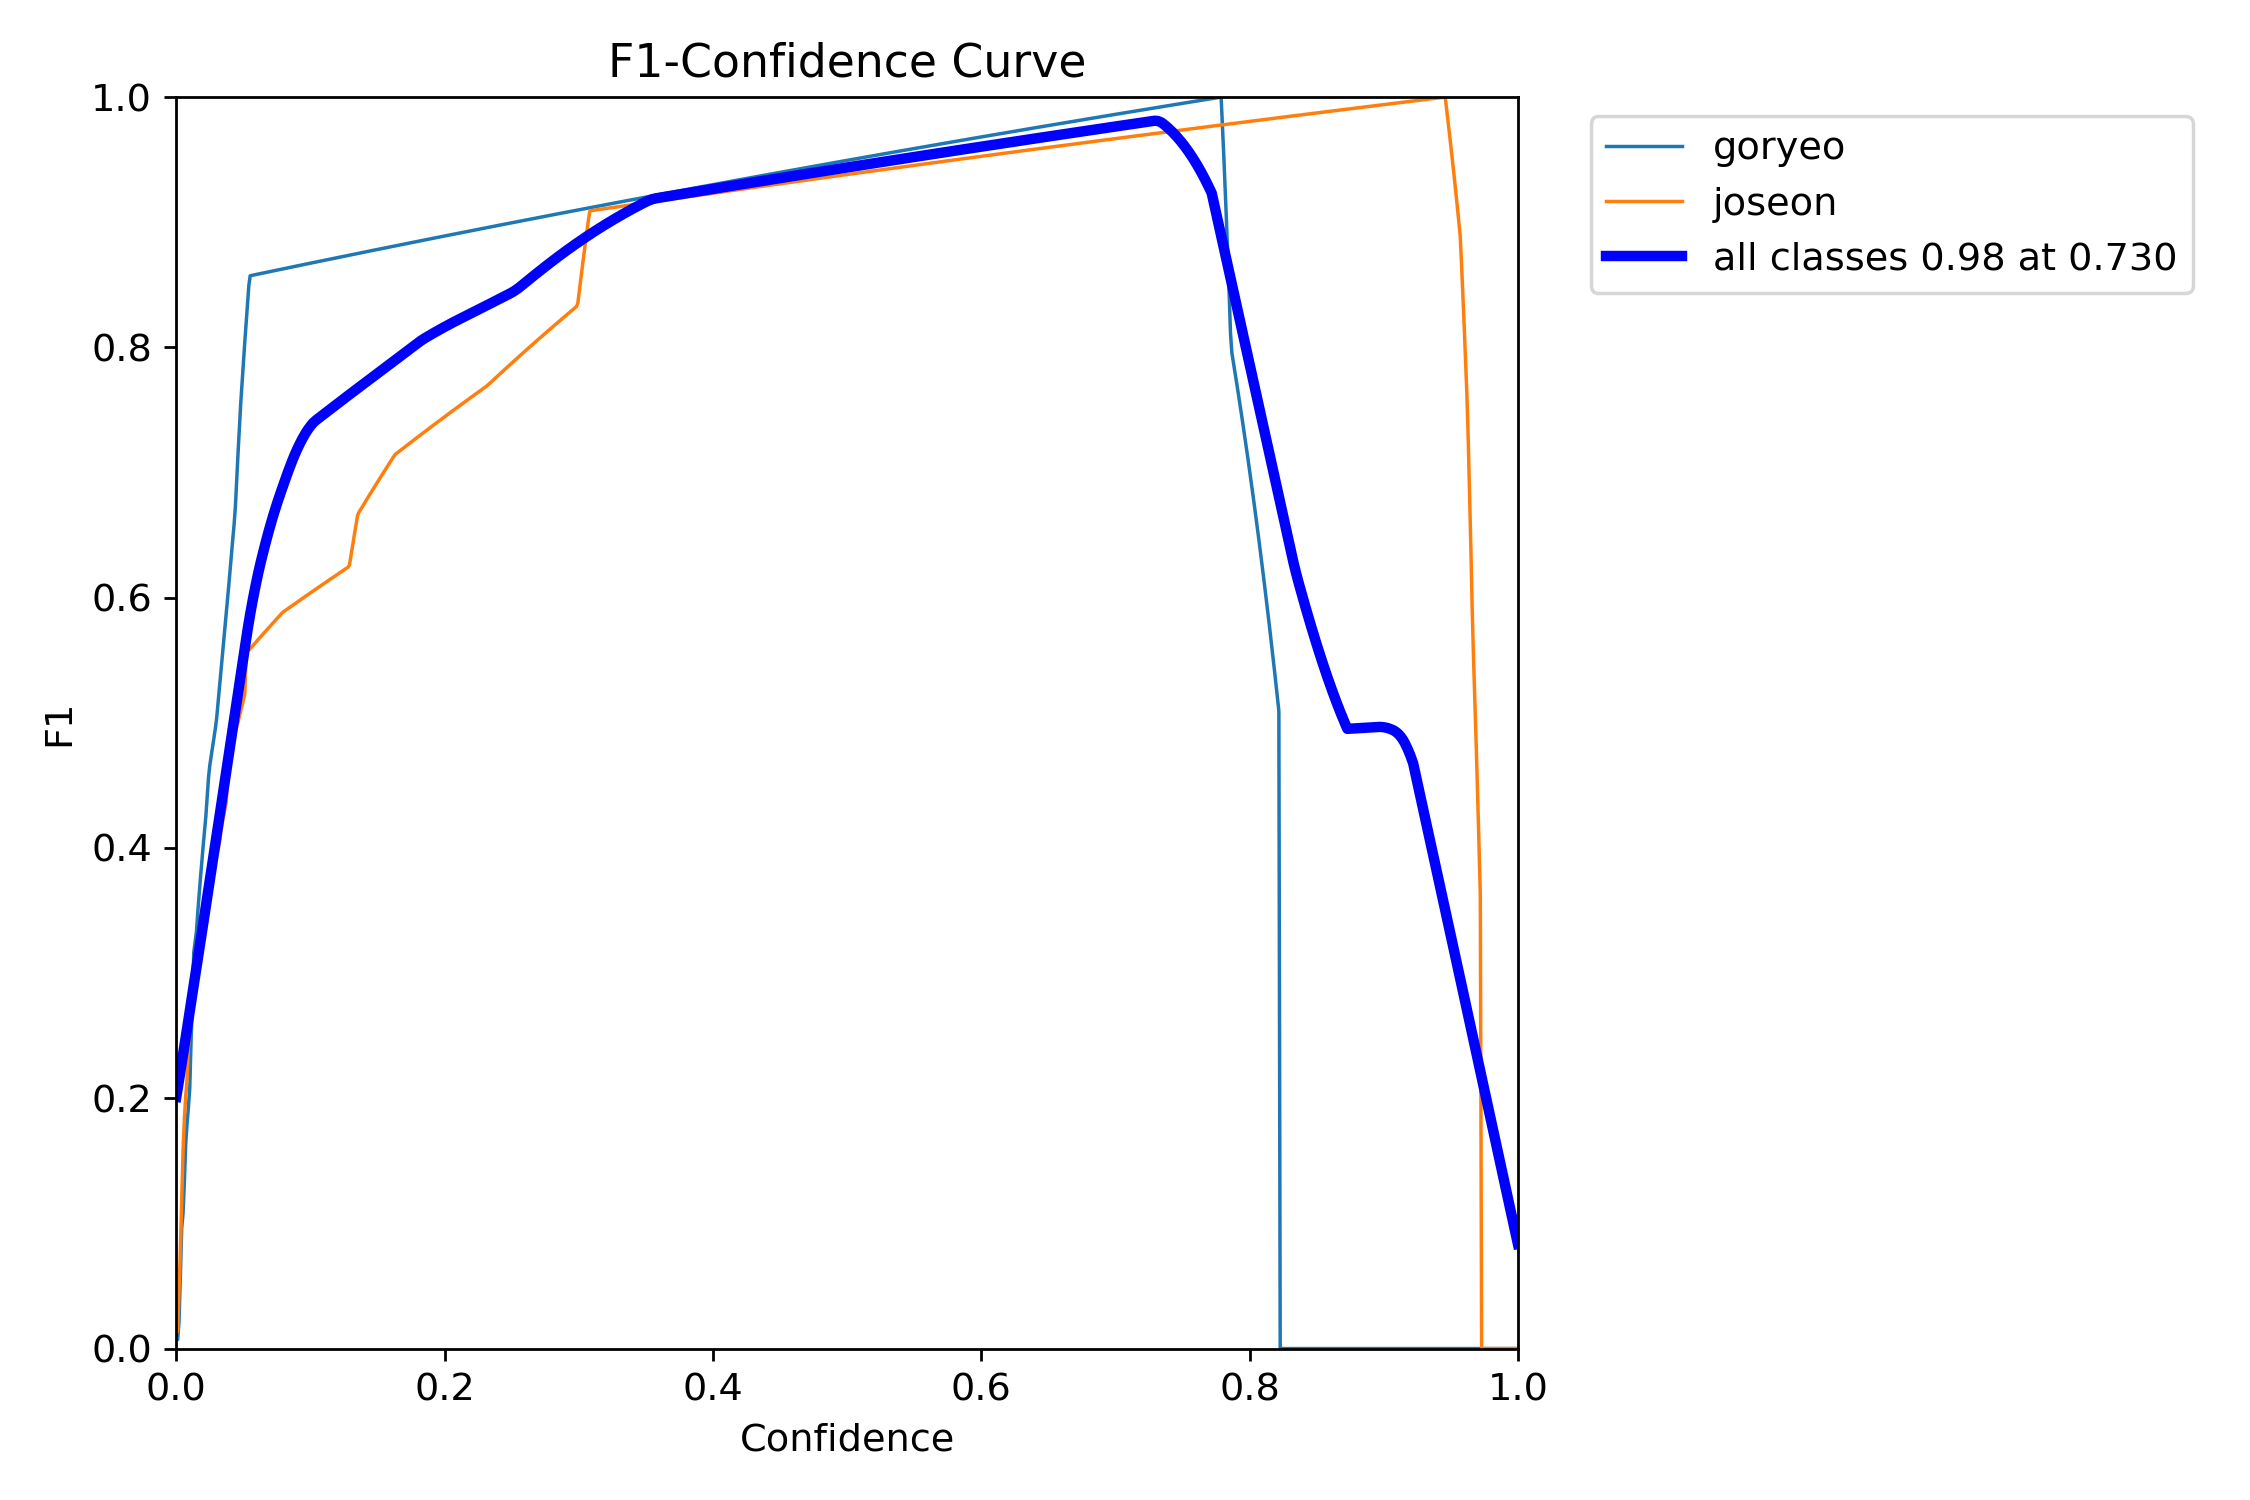 F1-Confidence Curve
1.0
0.8
0.6
0.4
0.2
0.0
F1
0.0 0.2 0.4 0.6 0.8 1.0
Confidence
goryeo
joseon
all classes 0.98 at 0.730